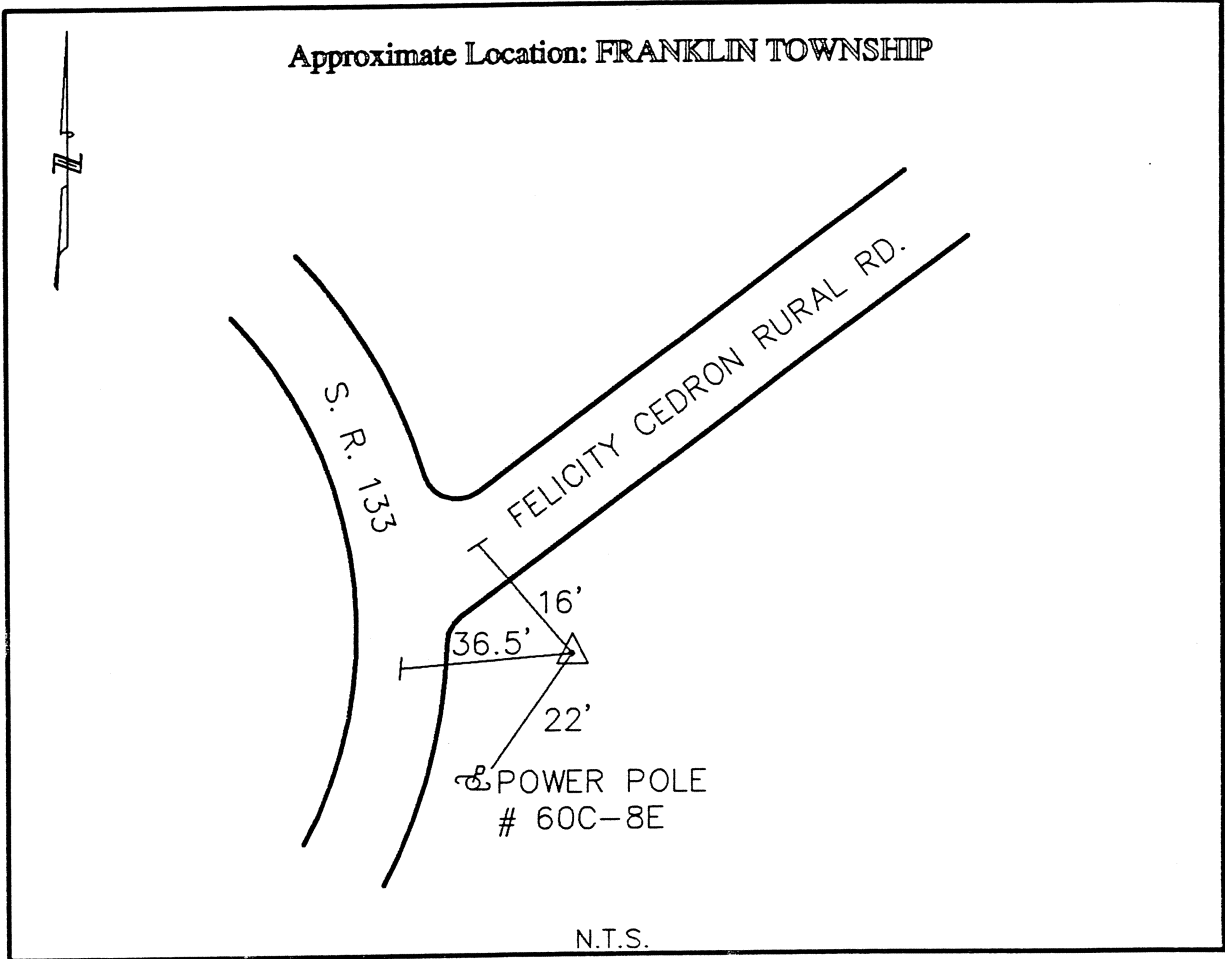 Approximate Location: FRANKLIN TOWNSHIP
N
S. R. 133
FELICITY CEDRON RURAL RD.
16'
36.5'
22'
POWER POLE
# 60C-8E
N.T.S.